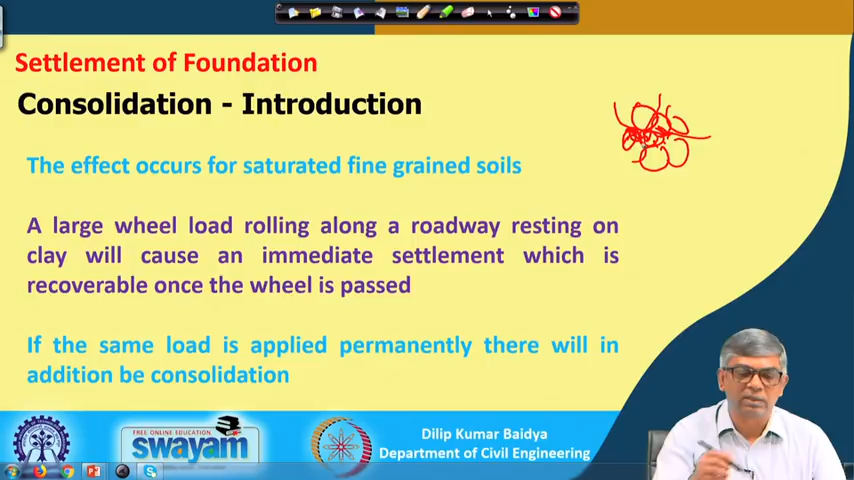 Settlement of Foundation
Consolidation - Introduction
The effect occurs for saturated fine grained soils
A large wheel load rolling along a roadway resting on
clay will cause an immediate settlement which is
recoverable once the wheel is passed
If the same load is applied permanently there will in
addition be consolidation
FREE ONLINE EDUCATION
swayam
Dilip Kumar Baidya
Department of Civil Engineering